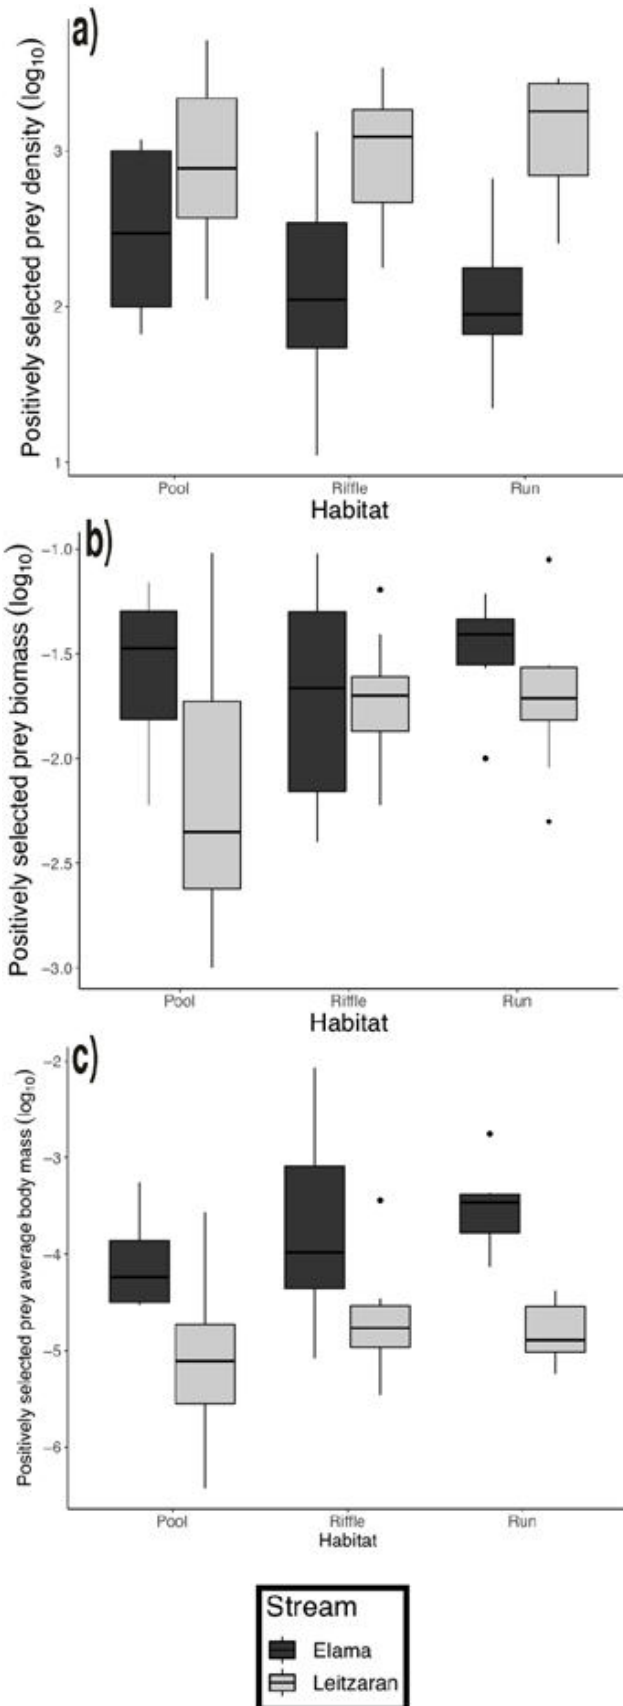 a)
Positively selected prey density (log10)
3
2
1
Pool Riffle Run
Habitat
b)
Positively selected prey biomass (log10)
−1.0
−1.5
−2.0
−2.5
−3.0
Pool Riffle Run
Habitat
c)
Positively selected prey average body mass (log10)
−2
−3
−4
−5
−6
Pool Riffle Run
Habitat
Stream
Elama
Leitzaran